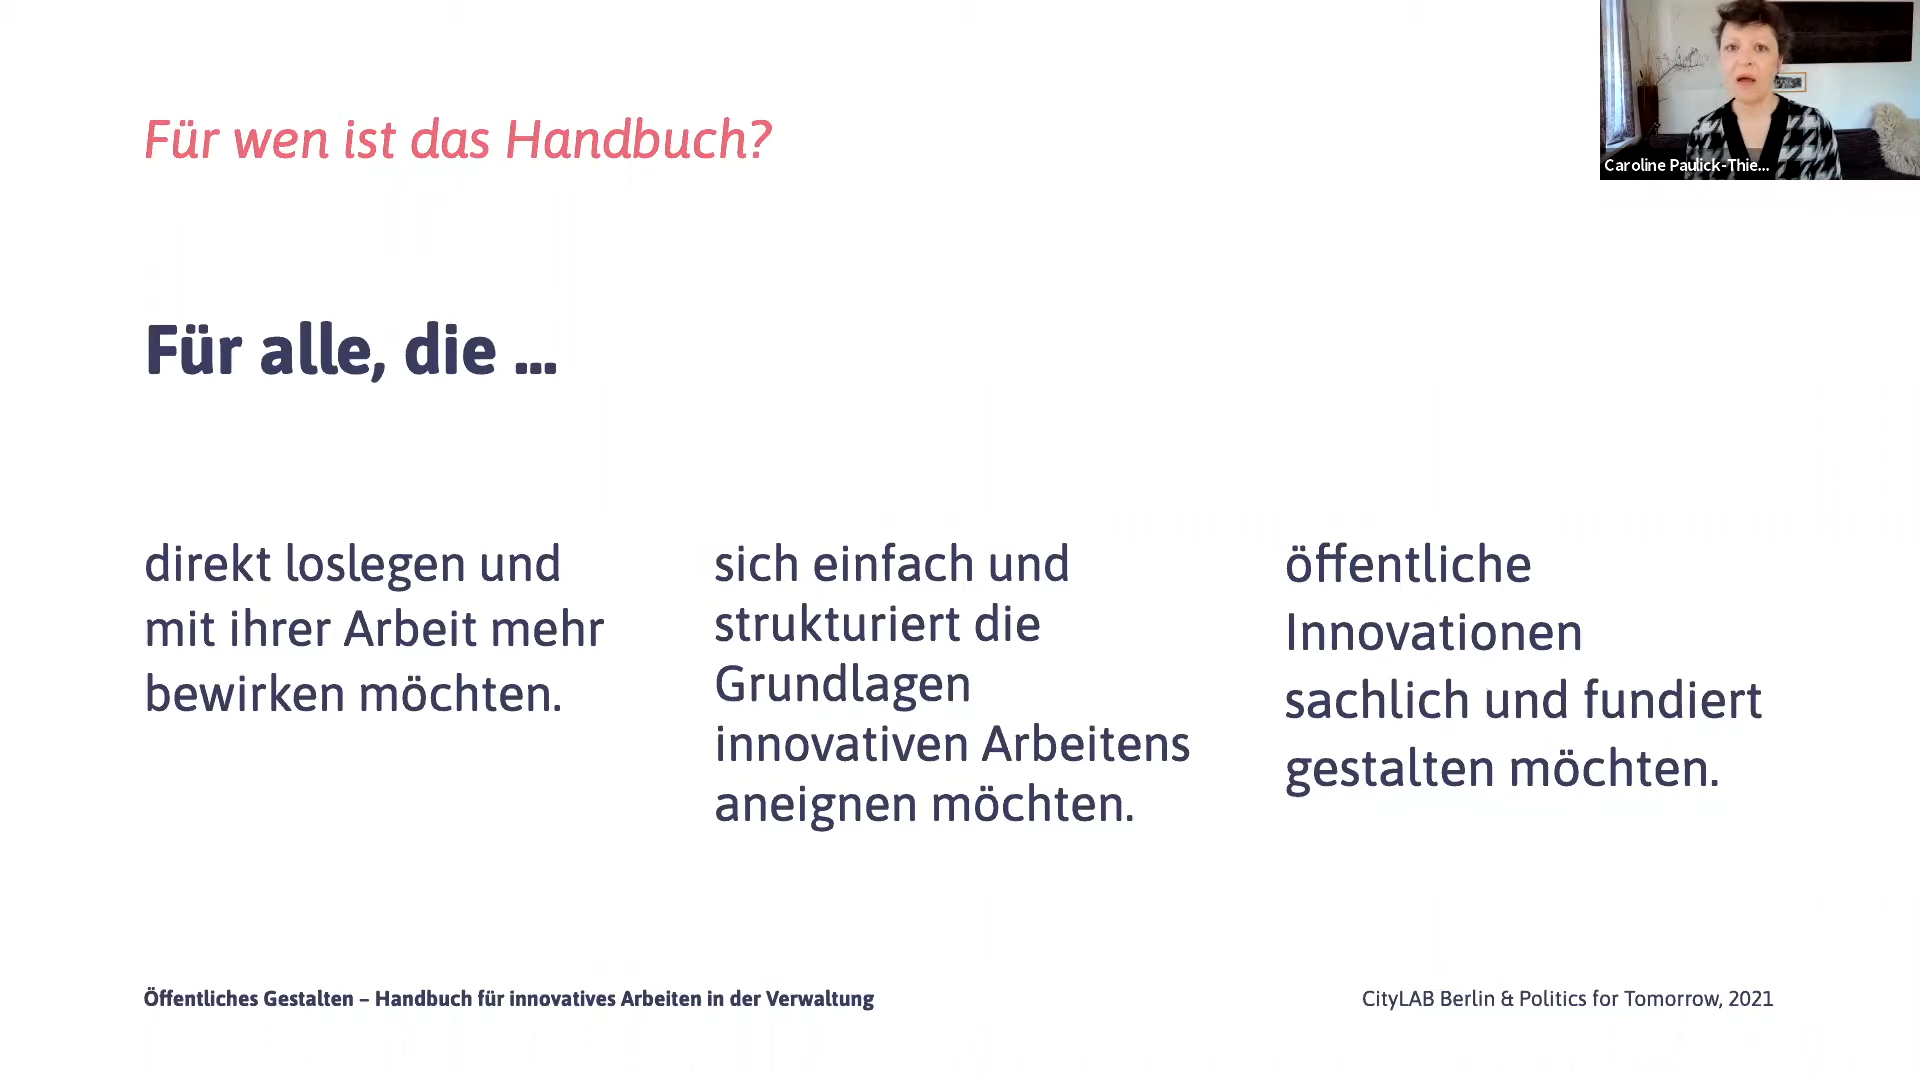 Für wen ist das Handbuch?
Caroline Paulick-Thie...
Für alle, die ...
direkt loslegen und
mit ihrer Arbeit mehr
bewirken möchten.
sich einfach und
strukturiert die
Grundlagen
innovativen Arbeitens
aneignen möchten.
öffentliche
Innovationen
sachlich und fundiert
gestalten möchten.
Öffentliches Gestalten – Handbuch für innovatives Arbeiten in der Verwaltung
CityLAB Berlin & Politics for Tomorrow, 2021